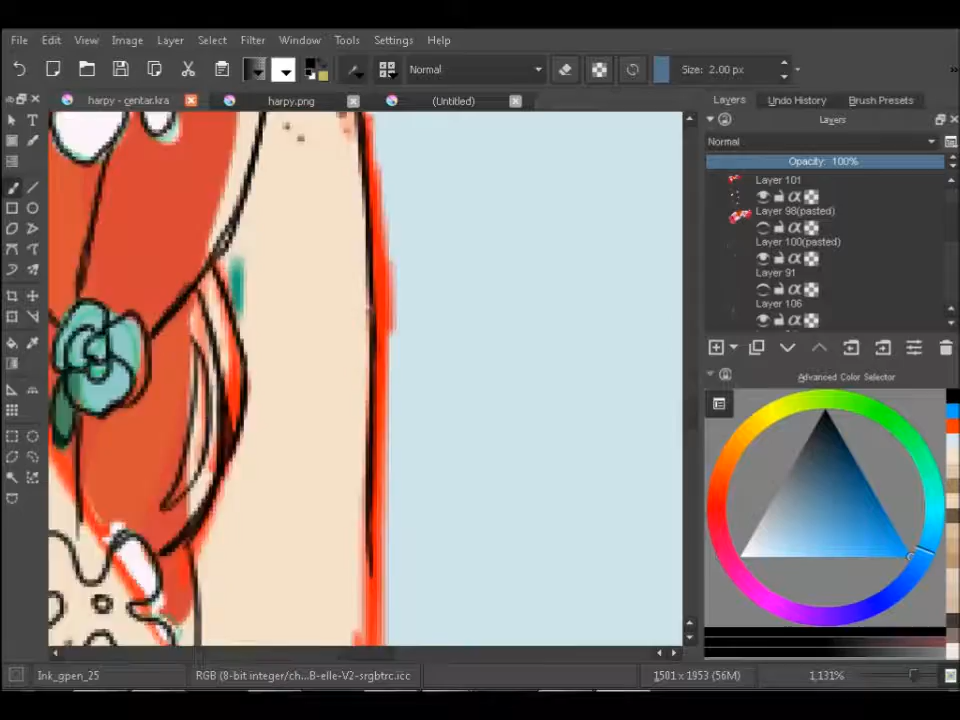 File Edit View Image Layer Select Filter Window Tools Settings Help
Normal Size: 2.00 px
harpy - centar.kra harpy.png (Untitled) Layers Undo History Brush Presets
Layers
Normal
Opacity: 100%
Layer 101
Layer 98(pasted)
Layer 100(pasted)
Layer 91
Layer 106
Advanced Color Selector
Ink_gpen_25 RGB (8-bit integer/ch...B-elle-V2-srgbtrc.icc 1501 x 1953 (56M) 1,131%